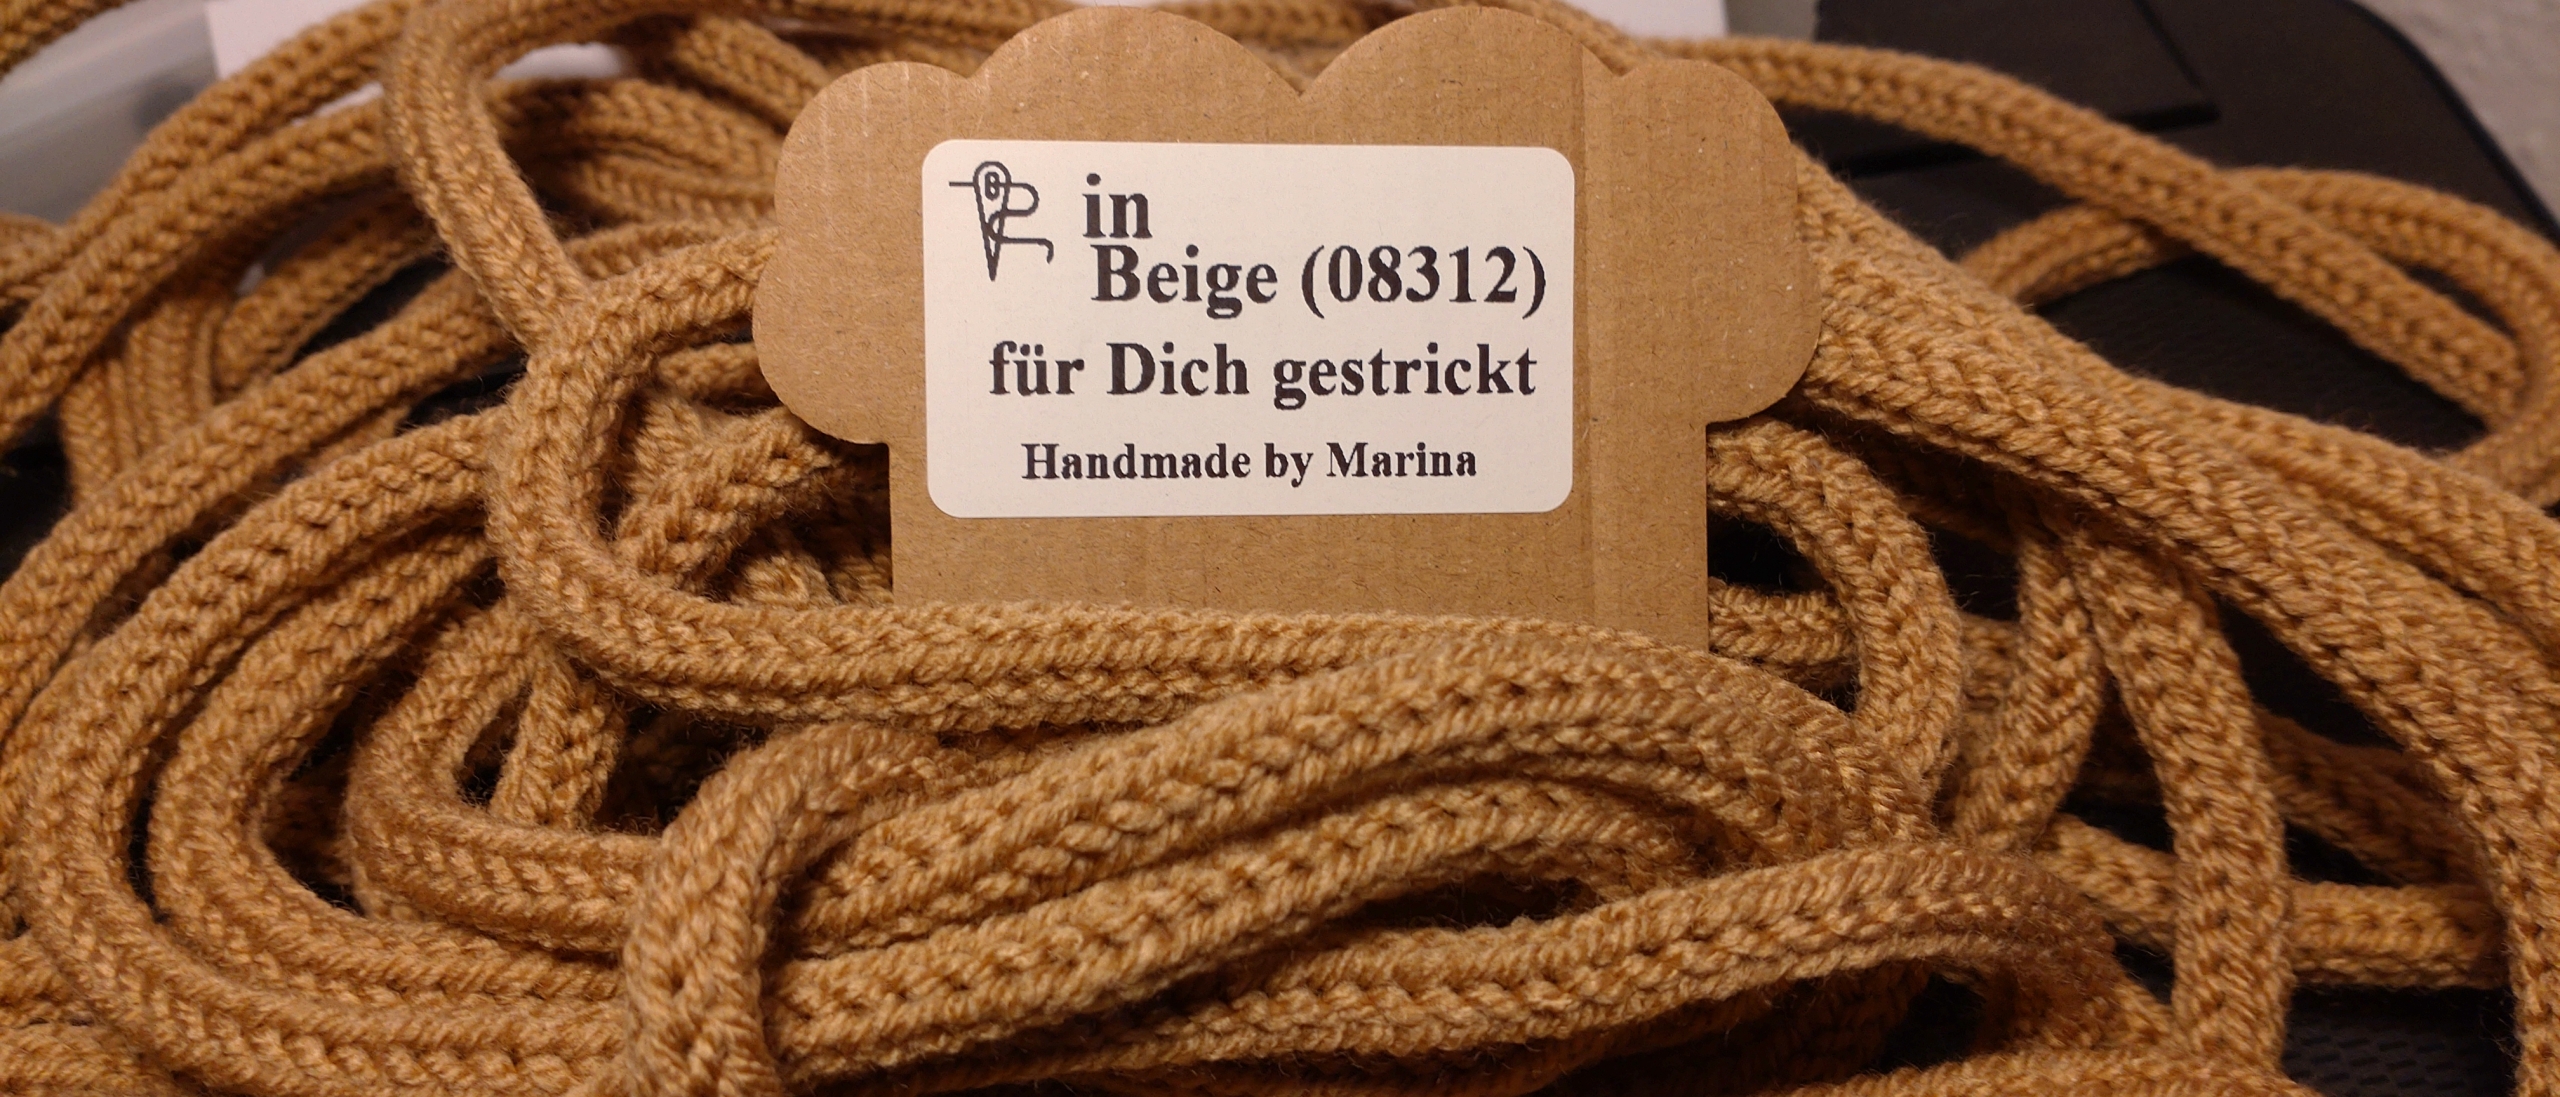 in
Beige (08312)
für Dich gestrickt
Handmade by Marina